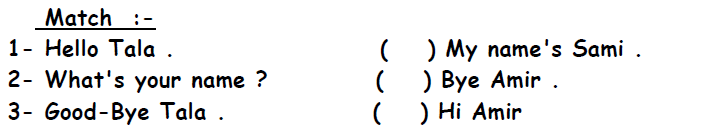 Match :-
1- Hello Tala . ( ) My name's Sami .
2- What's your name ? ( ) Bye Amir .
3- Good-Bye Tala . ( ) Hi Amir